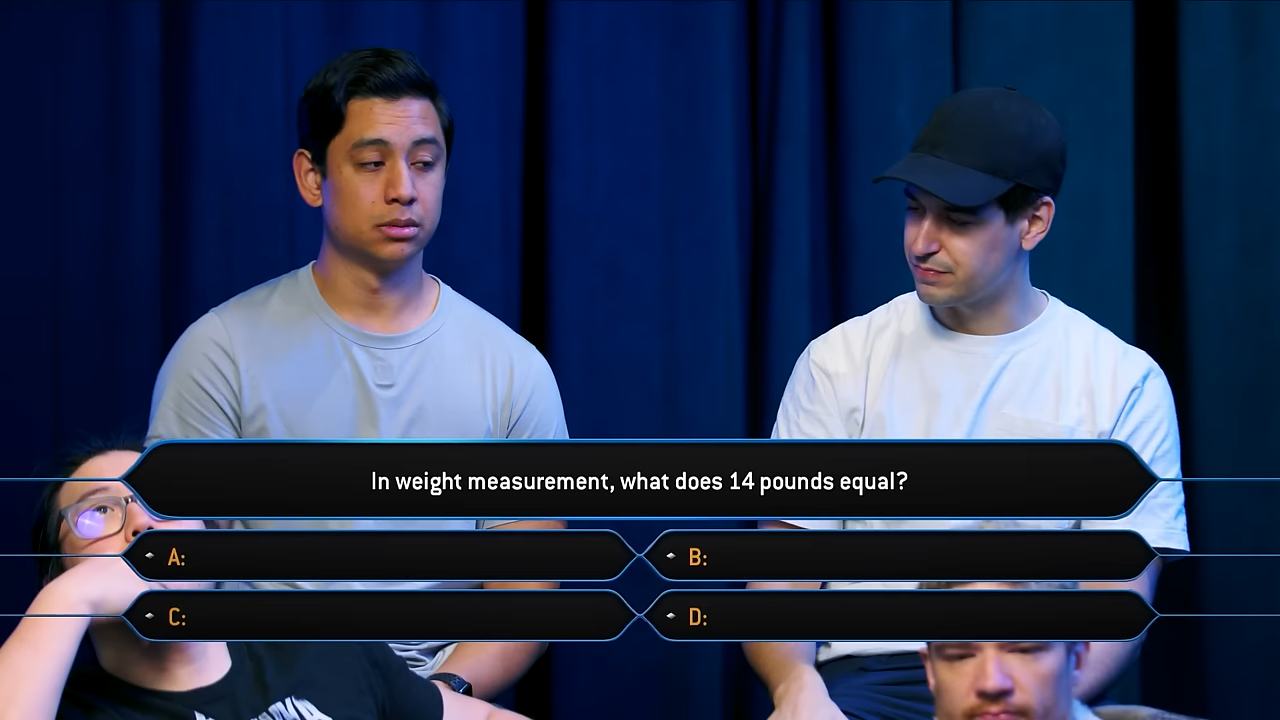 In weight measurement, what does 14 pounds equal?
A:
B:
C:
D: